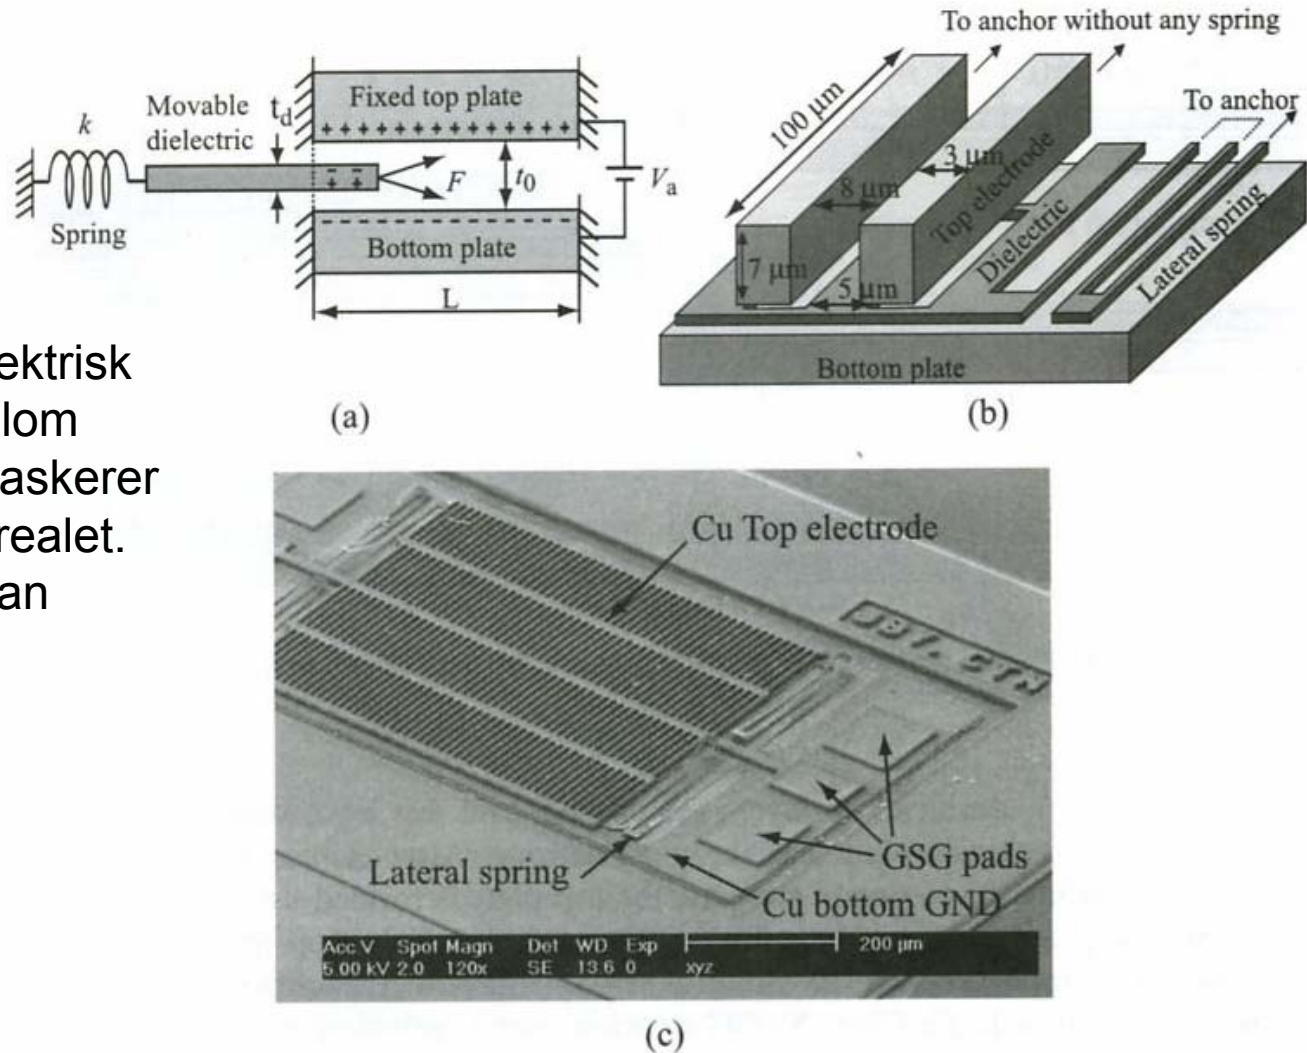 To anchor without any spring
Movable
dielectric
k
t_d
Fixed top plate
+ + + + + + + + + + + + + +
100 μm
To anchor
F
t_0
V_a
3 μm
8 μm
Top electrode
Dielectric
Lateral spring
Spring
Bottom plate
7 μm
5 μm
L
Bottom plate
(a)
(b)
ektrisk
lom
askerer
realet.
an
Cu Top electrode
Lateral spring
GSG pads
Cu bottom GND
Acc.V Spot Magn Det WD Exp 200 μm
5.00 kV 2.0 120x SE 13.6 0 xyz
(c)